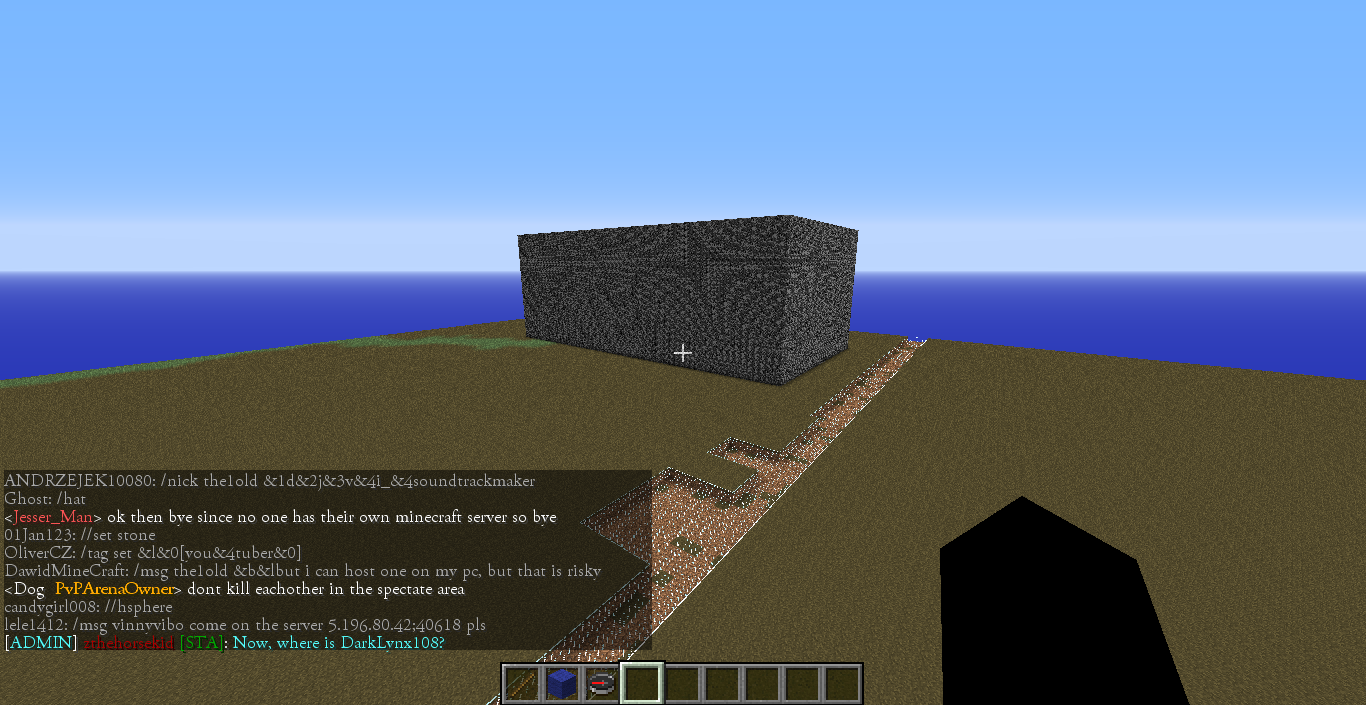 ANDRZEJEK10080: /nick the1old &1d&2j&3v&4i_&4soundtrackmaker
Ghost: /hat
<Jesser_Man> ok then bye since no one has their own minecraft server so bye
01Jan123: //set stone
OliverCZ: /tag set &l&0[you&4tuber&0]
DawidMineCraft: /msg the1old &b&lbut i can host one on my pc, but that is risky
<Dog PvPArenaOwner> dont kill eachother in the spectate area
candygirl008: //hsphere
lele1412: /msg vinnyvibo come on the server 5.196.80.42:40618 pls
[ADMIN] [STA]: Now, where is DarkLynx108?